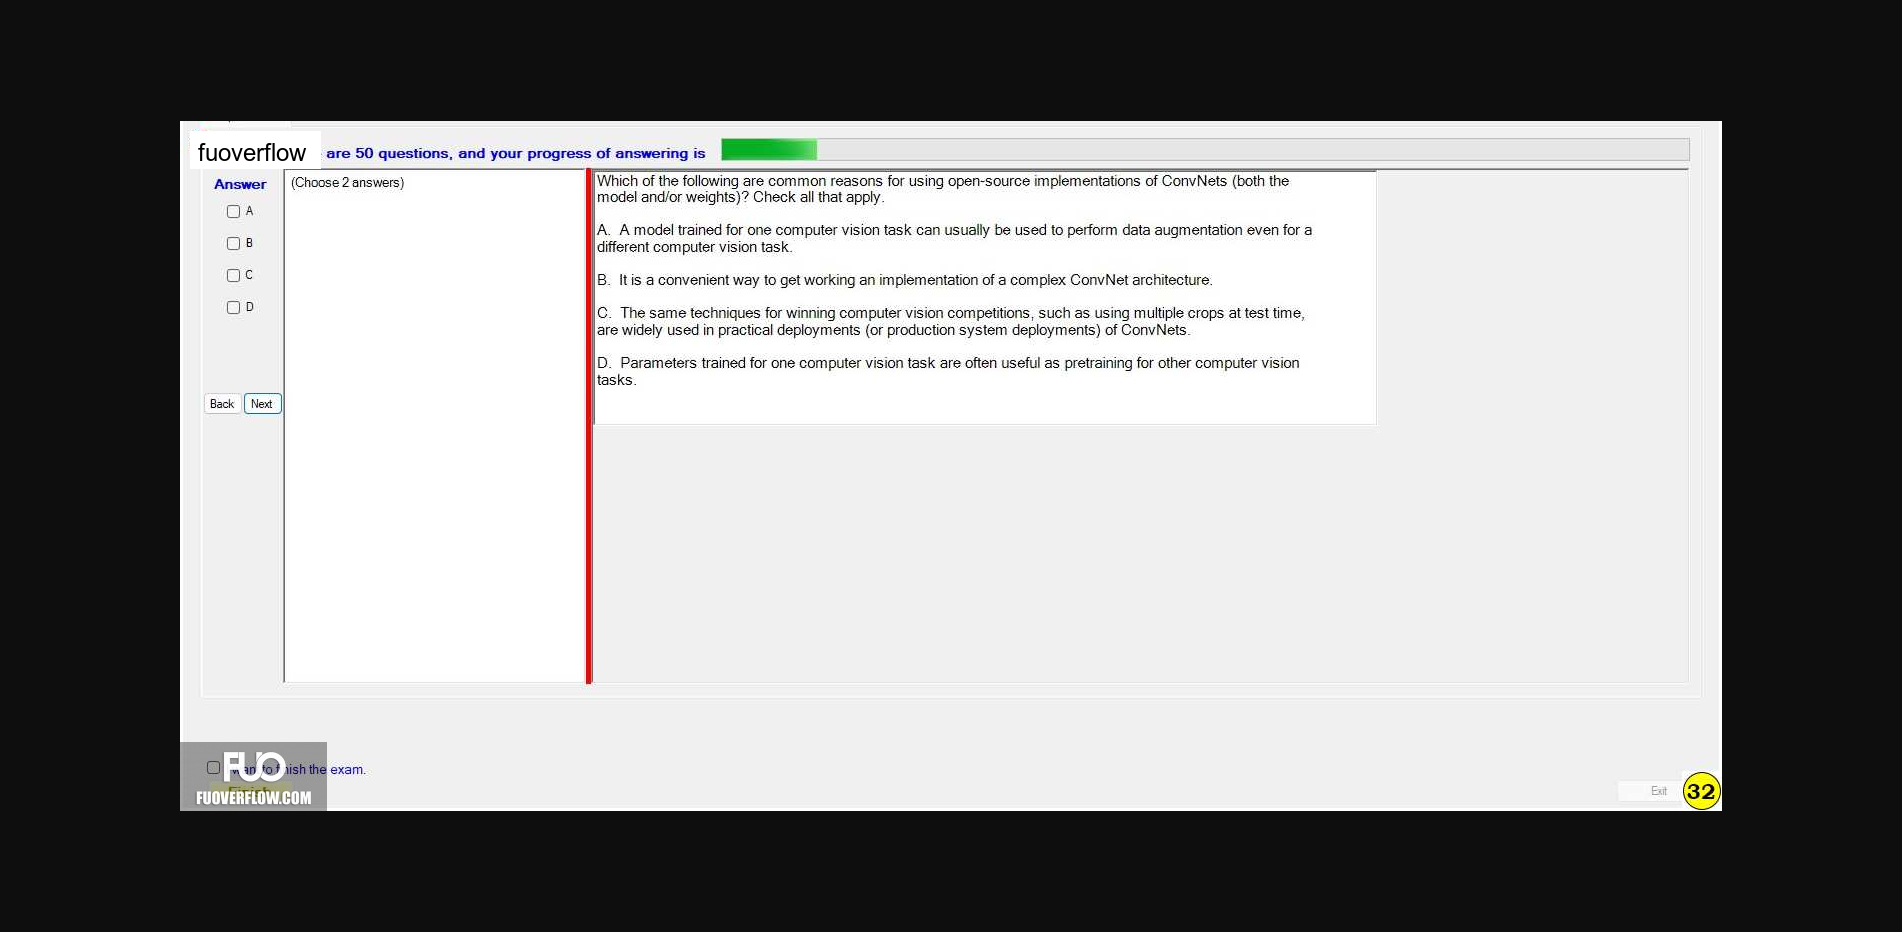 fuoverflow are 50 questions, and your progress of answering is
Answer
A
B
C
D
Back Next
(Choose 2 answers)
Which of the following are common reasons for using open-source implementations of ConvNets (both the
model and/or weights)? Check all that apply.
A. A model trained for one computer vision task can usually be used to perform data augmentation even for a
different computer vision task.
B. It is a convenient way to get working an implementation of a complex ConvNet architecture.
C. The same techniques for winning computer vision competitions, such as using multiple crops at test time,
are widely used in practical deployments (or production system deployments) of ConvNets.
D. Parameters trained for one computer vision task are often useful as pretraining for other computer vision
tasks.
the exam.
FUO
FUOVERFLOW.COM
Exit
32